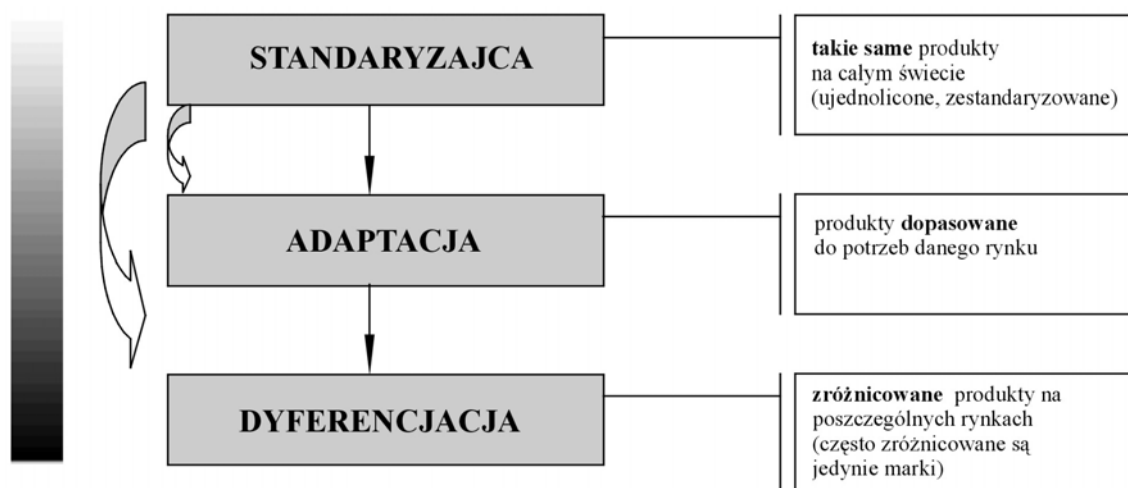 STANDARYZAJCA
takie same produkty
na całym świecie
(ujednolicone, zestandaryzowane)
ADAPTACJA
produkty dopasowane
do potrzeb danego rynku
DYFERENCJACJA
zróżnicowane produkty na
poszczególnych rynkach
(często zróżnicowane są
jedynie marki)